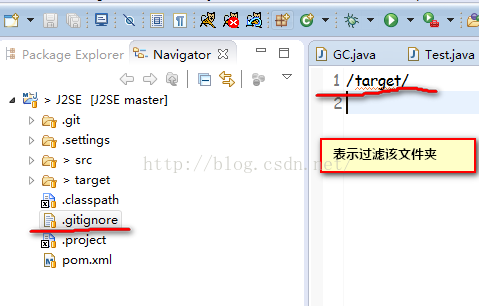 Package Explorer
Navigator
> J2SE [J2SE master]
.git
.settings
> src
> target
.classpath
.gitignore
.project
pom.xml
GC.java
Test.java
1 /target/
2
表示过滤该文件夹
http://blog.csdn.net/